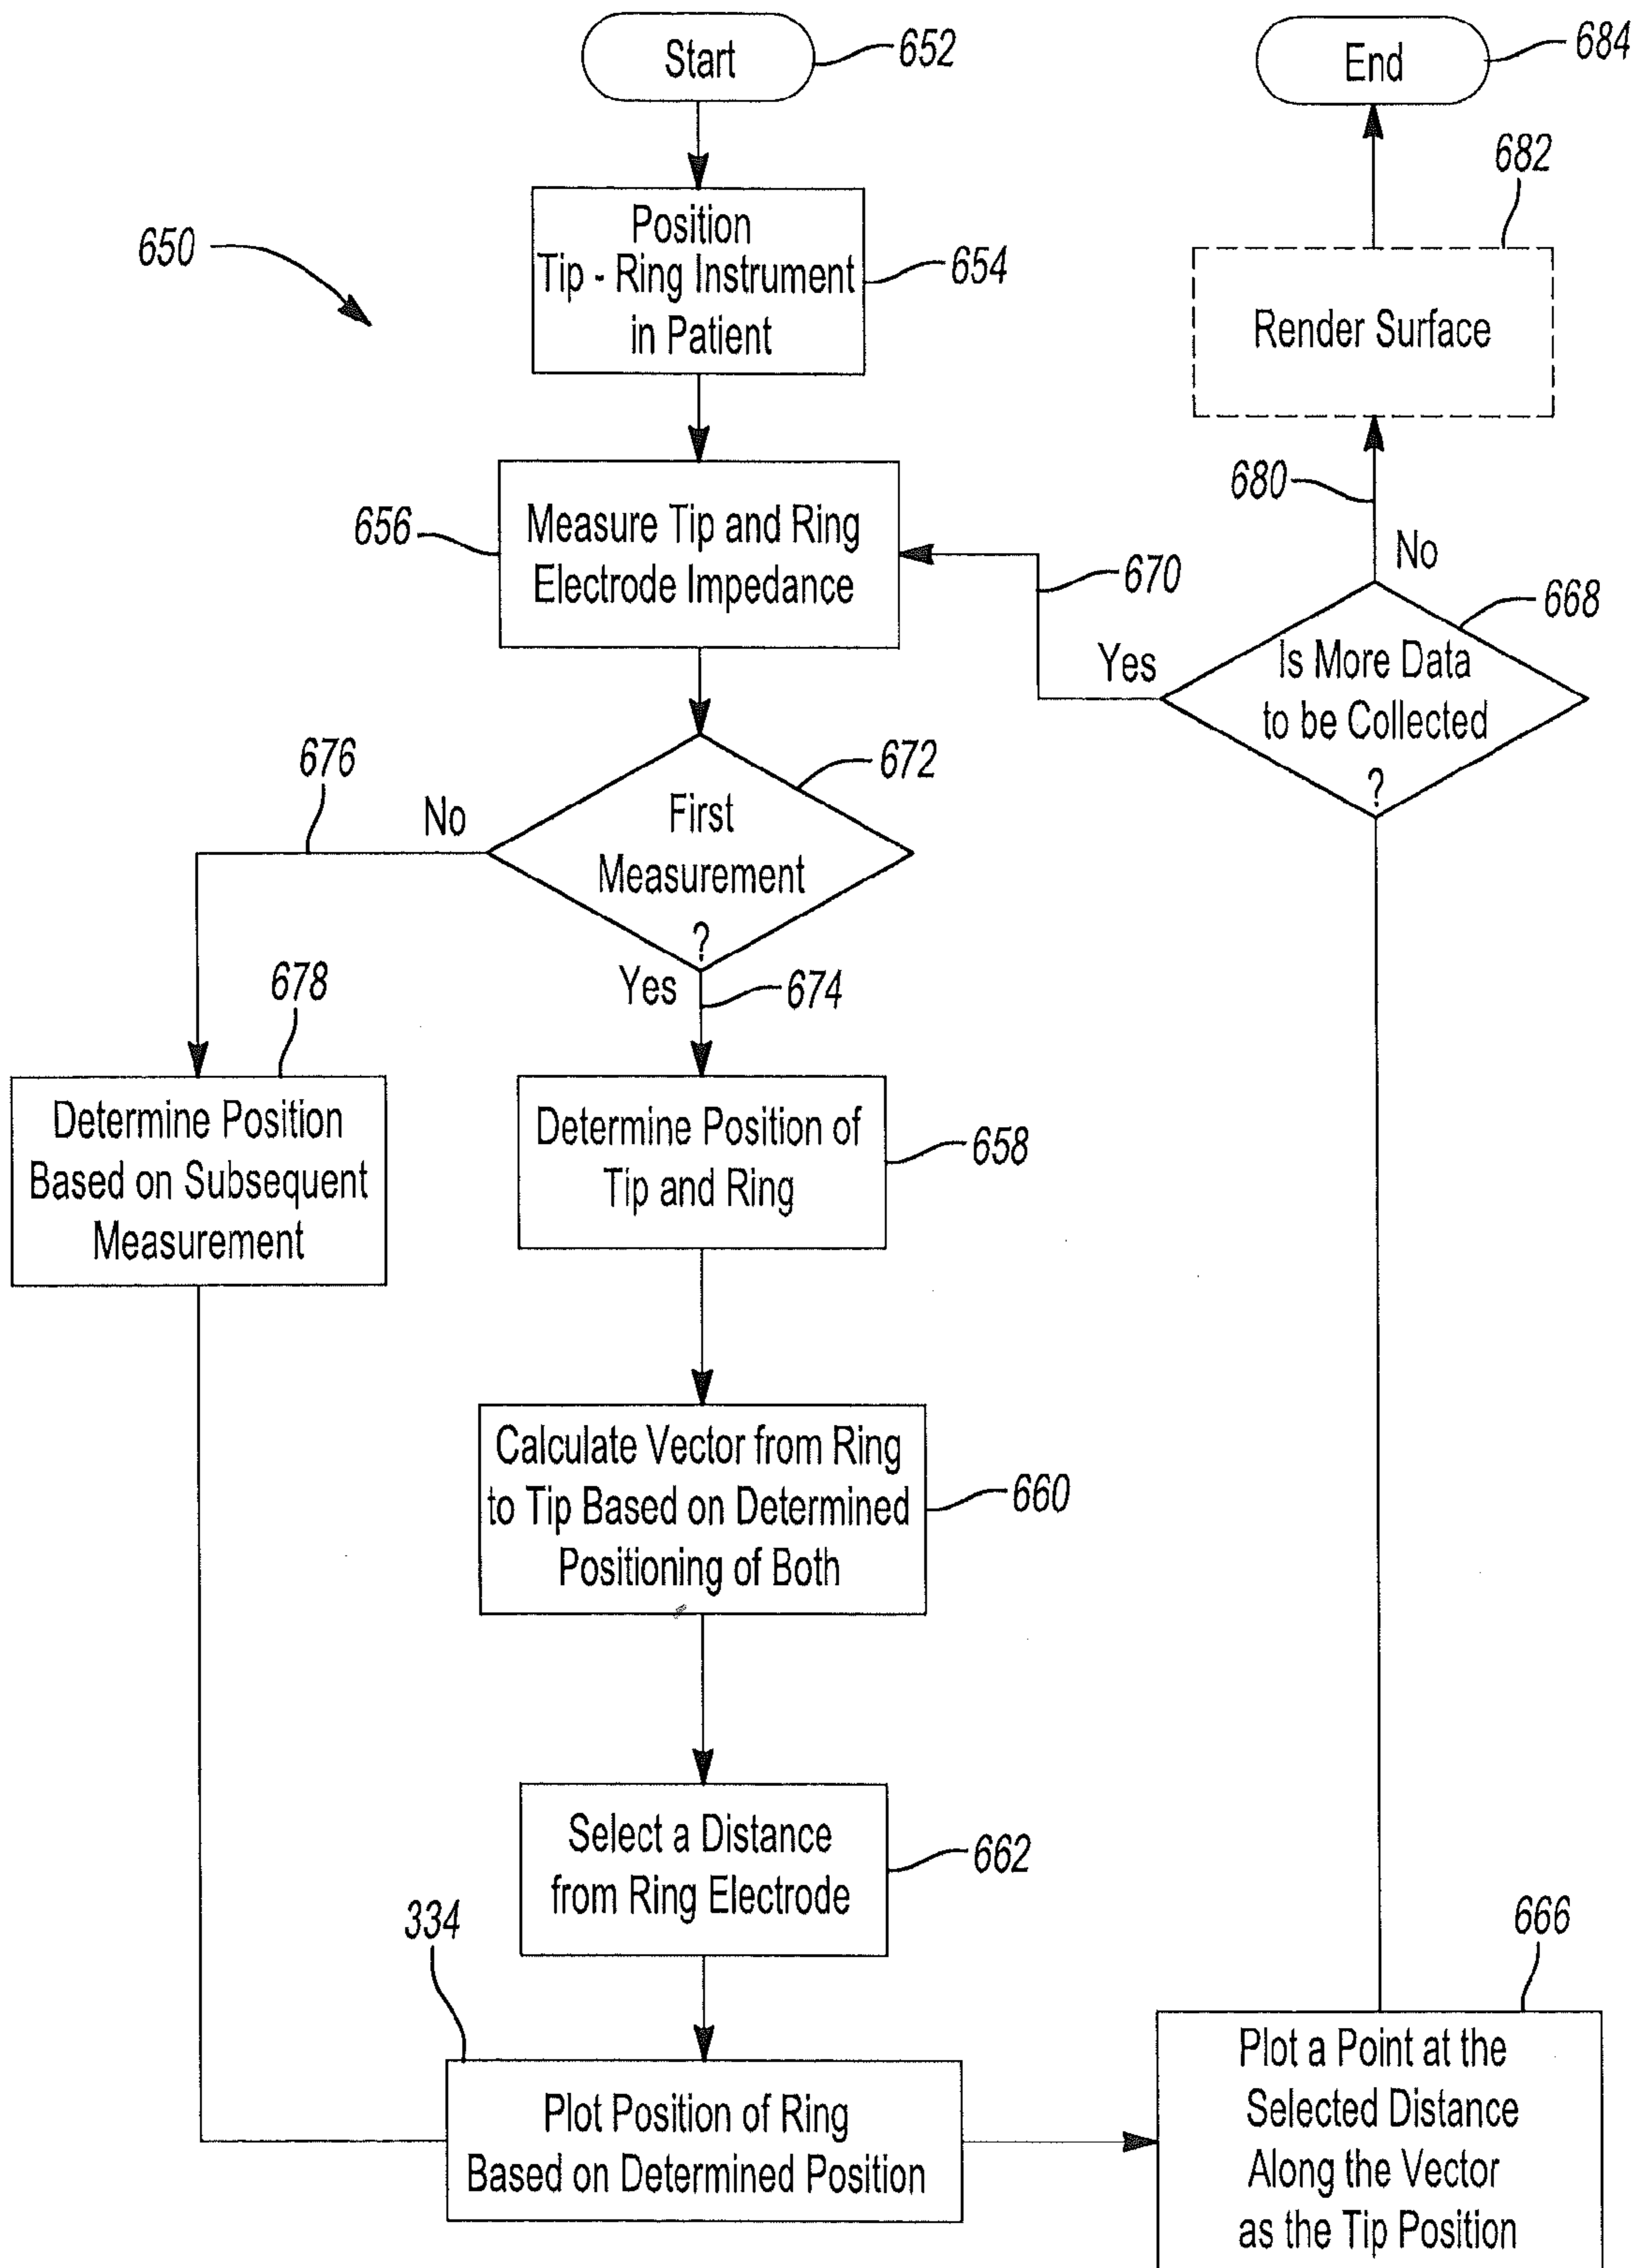 Start
652
End
684
650
Position
Tip - Ring Instrument
in Patient
654
682
Render Surface
680
No
656
Measure Tip and Ring
Electrode Impedance
670
Yes
668
Is More Data
to be Collected
?
676
No
672
First
Measurement
?
Yes
674
678
Determine Position
Based on Subsequent
Measurement
Determine Position of
Tip and Ring
658
Calculate Vector from Ring
to Tip Based on Determined
Positioning of Both
660
Select a Distance
from Ring Electrode
662
334
Plot Position of Ring
Based on Determined Position
666
Plot a Point at the
Selected Distance
Along the Vector
as the Tip Position